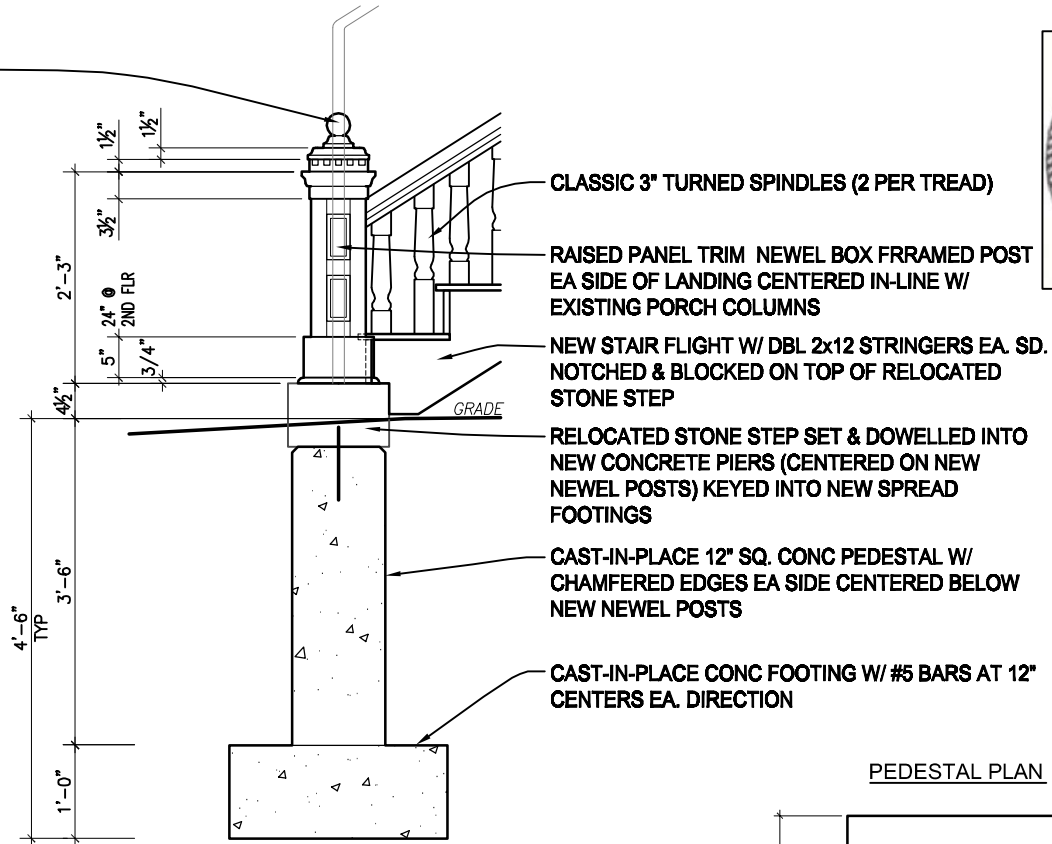 1½"
1½"
3½"
2'-3"
24" @
2ND FLR
5"
3/4"
4½"
4'-6"
TYP
3'-6"
1'-0"
GRADE
CLASSIC 3" TURNED SPINDLES (2 PER TREAD)
RAISED PANEL TRIM NEWEL BOX FRRAMED POST
EA SIDE OF LANDING CENTERED IN-LINE W/
EXISTING PORCH COLUMNS
NEW STAIR FLIGHT W/ DBL 2x12 STRINGERS EA. SD.
NOTCHED & BLOCKED ON TOP OF RELOCATED
STONE STEP
RELOCATED STONE STEP SET & DOWELLED INTO
NEW CONCRETE PIERS (CENTERED ON NEW
NEWEL POSTS) KEYED INTO NEW SPREAD
FOOTINGS
CAST-IN-PLACE 12" SQ. CONC PEDESTAL W/
CHAMFERED EDGES EA SIDE CENTERED BELOW
NEW NEWEL POSTS
CAST-IN-PLACE CONC FOOTING W/ #5 BARS AT 12"
CENTERS EA. DIRECTION
PEDESTAL PLAN